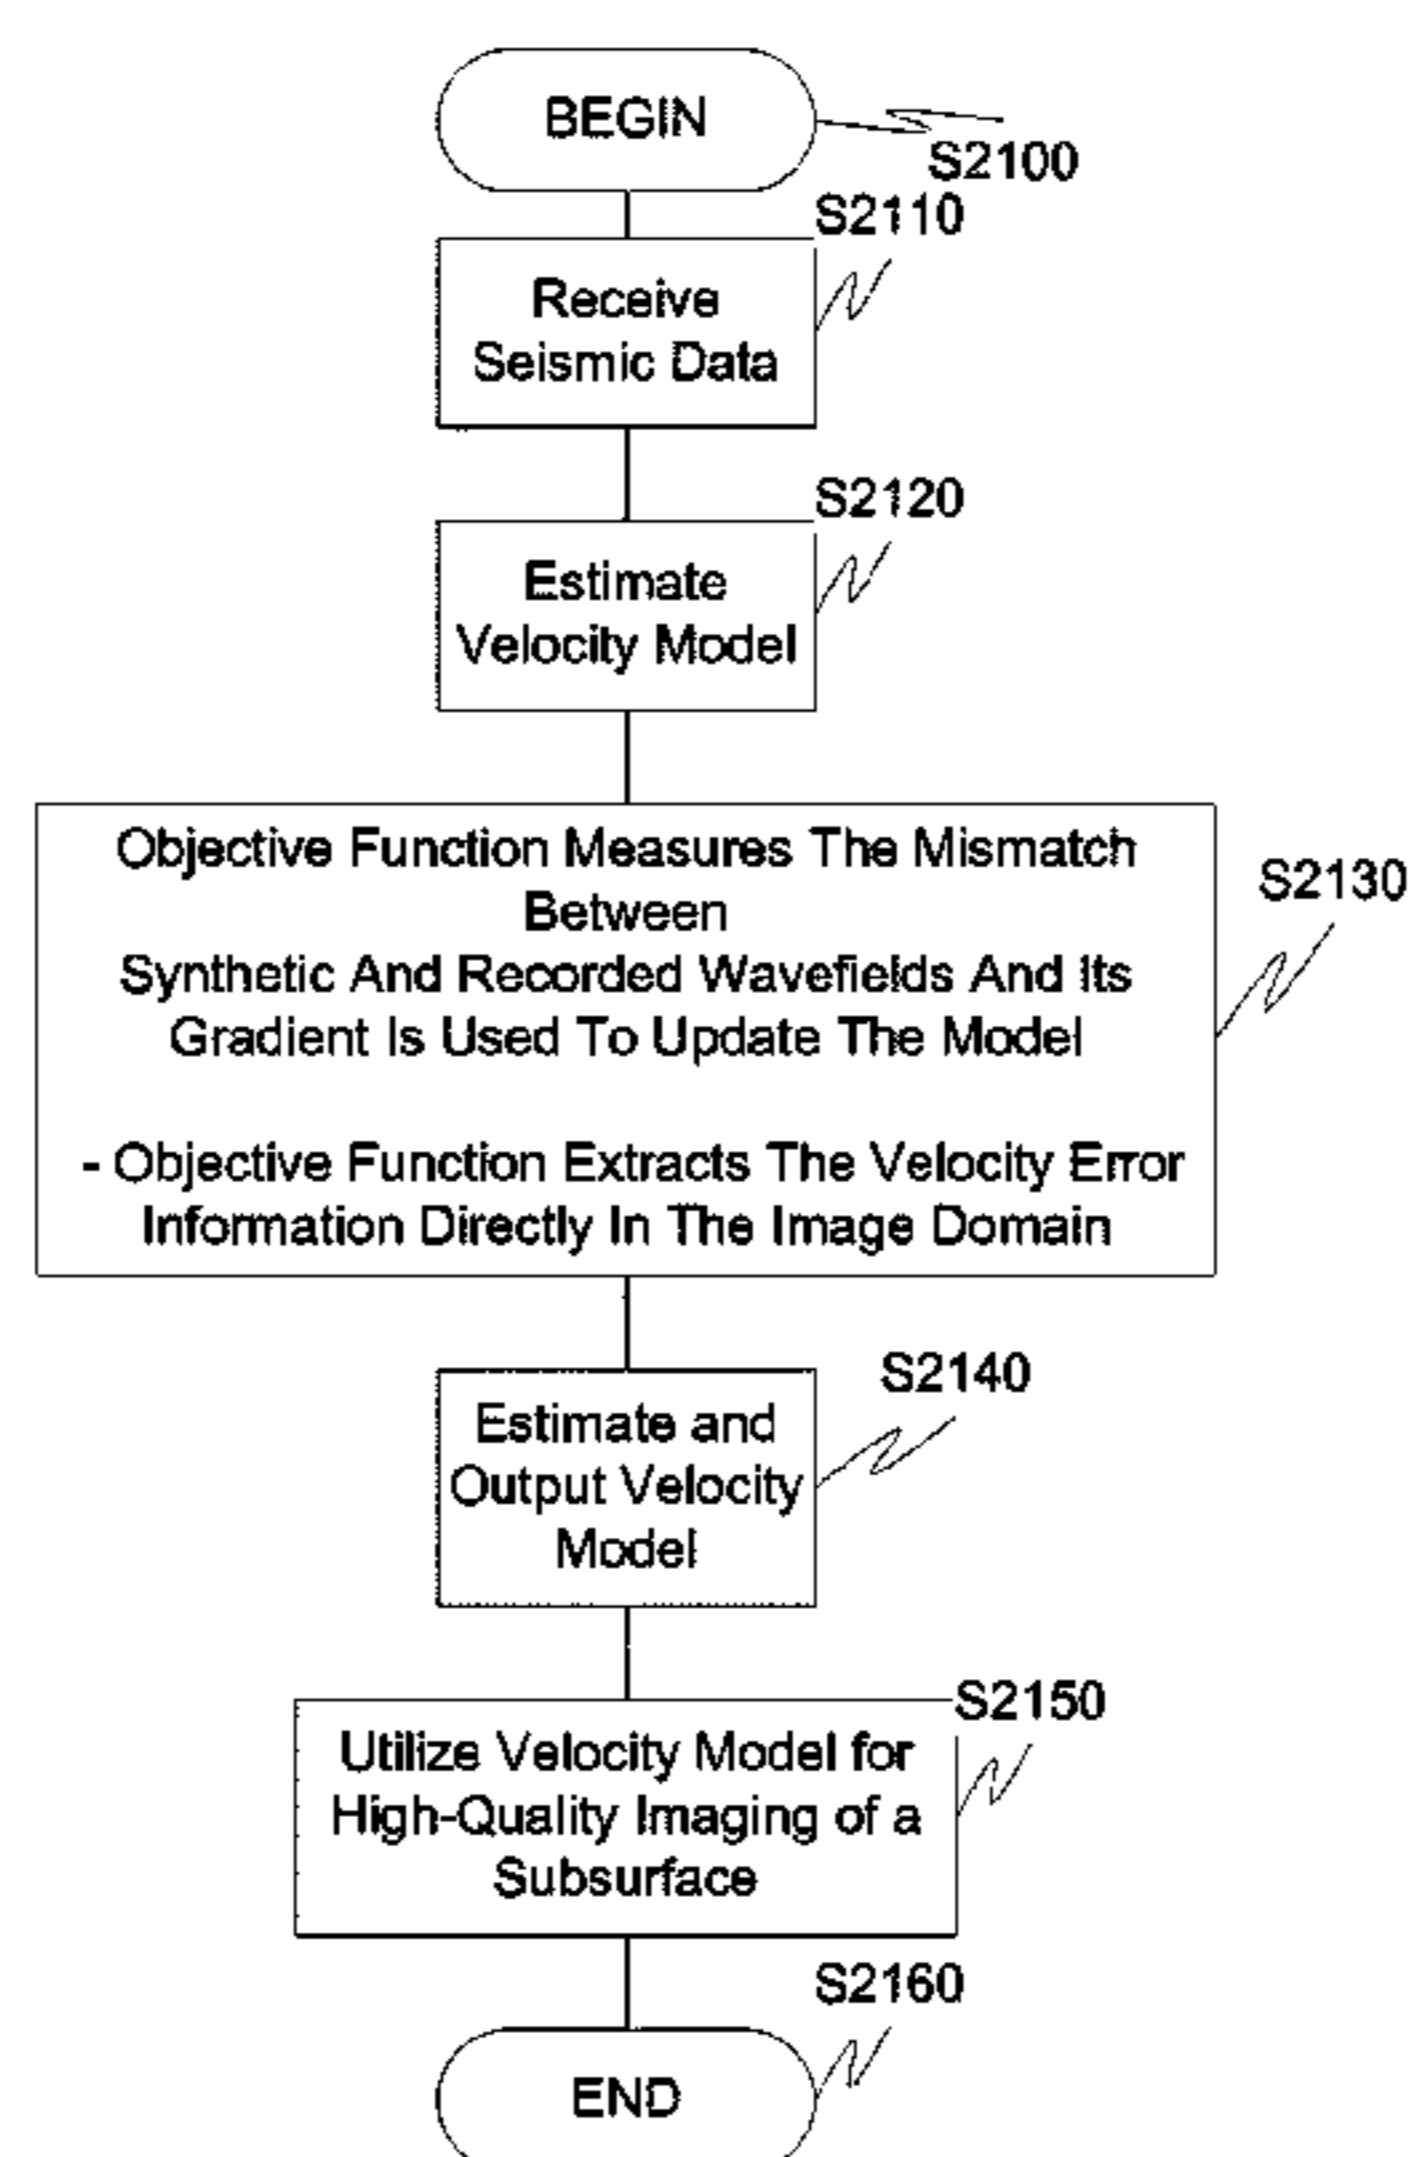 BEGIN
S2100
S2110
Receive
Seismic Data
S2120
Estimate
Velocity Model
Objective Function Measures The Mismatch
Between
Synthetic And Recorded Wavefields And Its
Gradient Is Used To Update The Model
- Objective Function Extracts The Velocity Error
Information Directly In The Image Domain
S2130
S2140
Estimate and
Output Velocity
Model
S2150
Utilize Velocity Model for
High-Quality Imaging of a
Subsurface
S2160
END